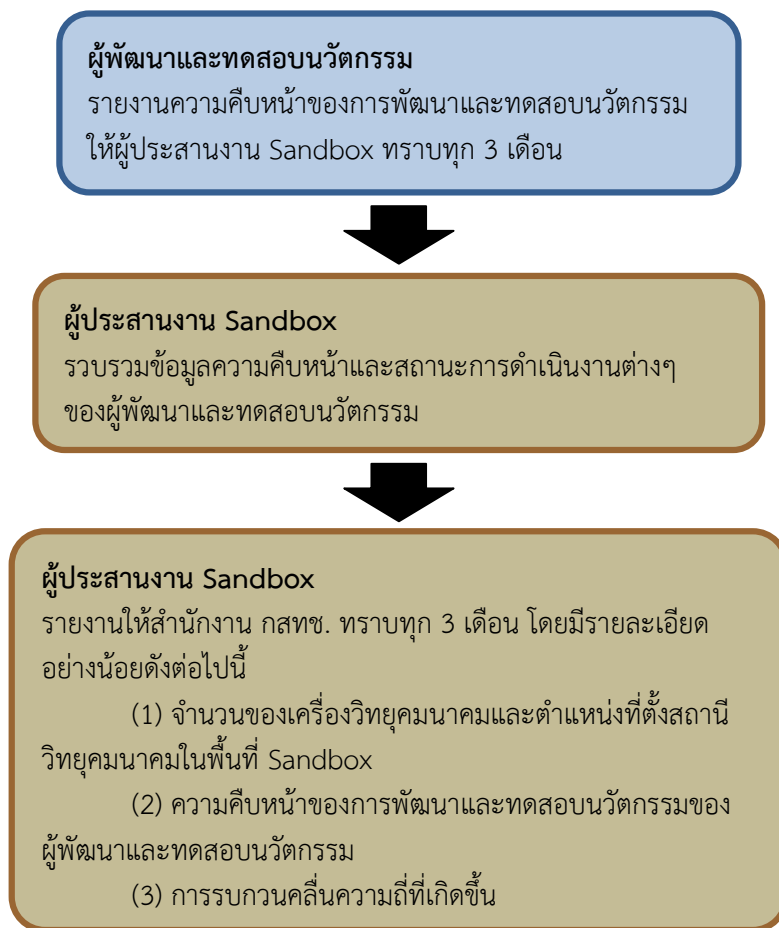 ผู้พัฒนาและทดสอบนวัตกรรม
รายงานความคืบหน้าของการพัฒนาและทดสอบนวัตกรรม
ให้ผู้ประสานงาน Sandbox ทราบทุก 3 เดือน
ผู้ประสานงาน Sandbox
รวบรวมข้อมูลความคืบหน้าและสถานะการดำเนินงานต่างๆ
ของผู้พัฒนาและทดสอบนวัตกรรม
ผู้ประสานงาน Sandbox
รายงานให้สำนักงาน กสทช. ทราบทุก 3 เดือน โดยมีรายละเอียด
อย่างน้อยดังต่อไปนี้
(1) จำนวนของเครื่องวิทยุคมนาคมและตำแหน่งที่ตั้งสถานี
วิทยุคมนาคมในพื้นที่ Sandbox
(2) ความคืบหน้าของการพัฒนาและทดสอบนวัตกรรมของ
ผู้พัฒนาและทดสอบนวัตกรรม
(3) การรบกวนคลื่นความถี่ที่เกิดขึ้น